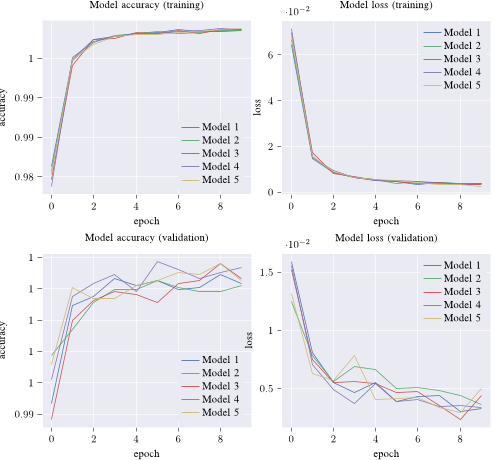 Model accuracy (training)
1
0.99
0.99
0.98
accuracy
0 2 4 6 8
epoch
Model 1
Model 2
Model 3
Model 4
Model 5
Model loss (training)
·10⁻²
6
4
2
0
loss
0 2 4 6 8
epoch
Model 1
Model 2
Model 3
Model 4
Model 5
Model accuracy (validation)
1
1
1
1
1
0.99
accuracy
0 2 4 6 8
epoch
Model 1
Model 2
Model 3
Model 4
Model 5
Model loss (validation)
·10⁻²
1.5
1
0.5
loss
0 2 4 6 8
epoch
Model 1
Model 2
Model 3
Model 4
Model 5